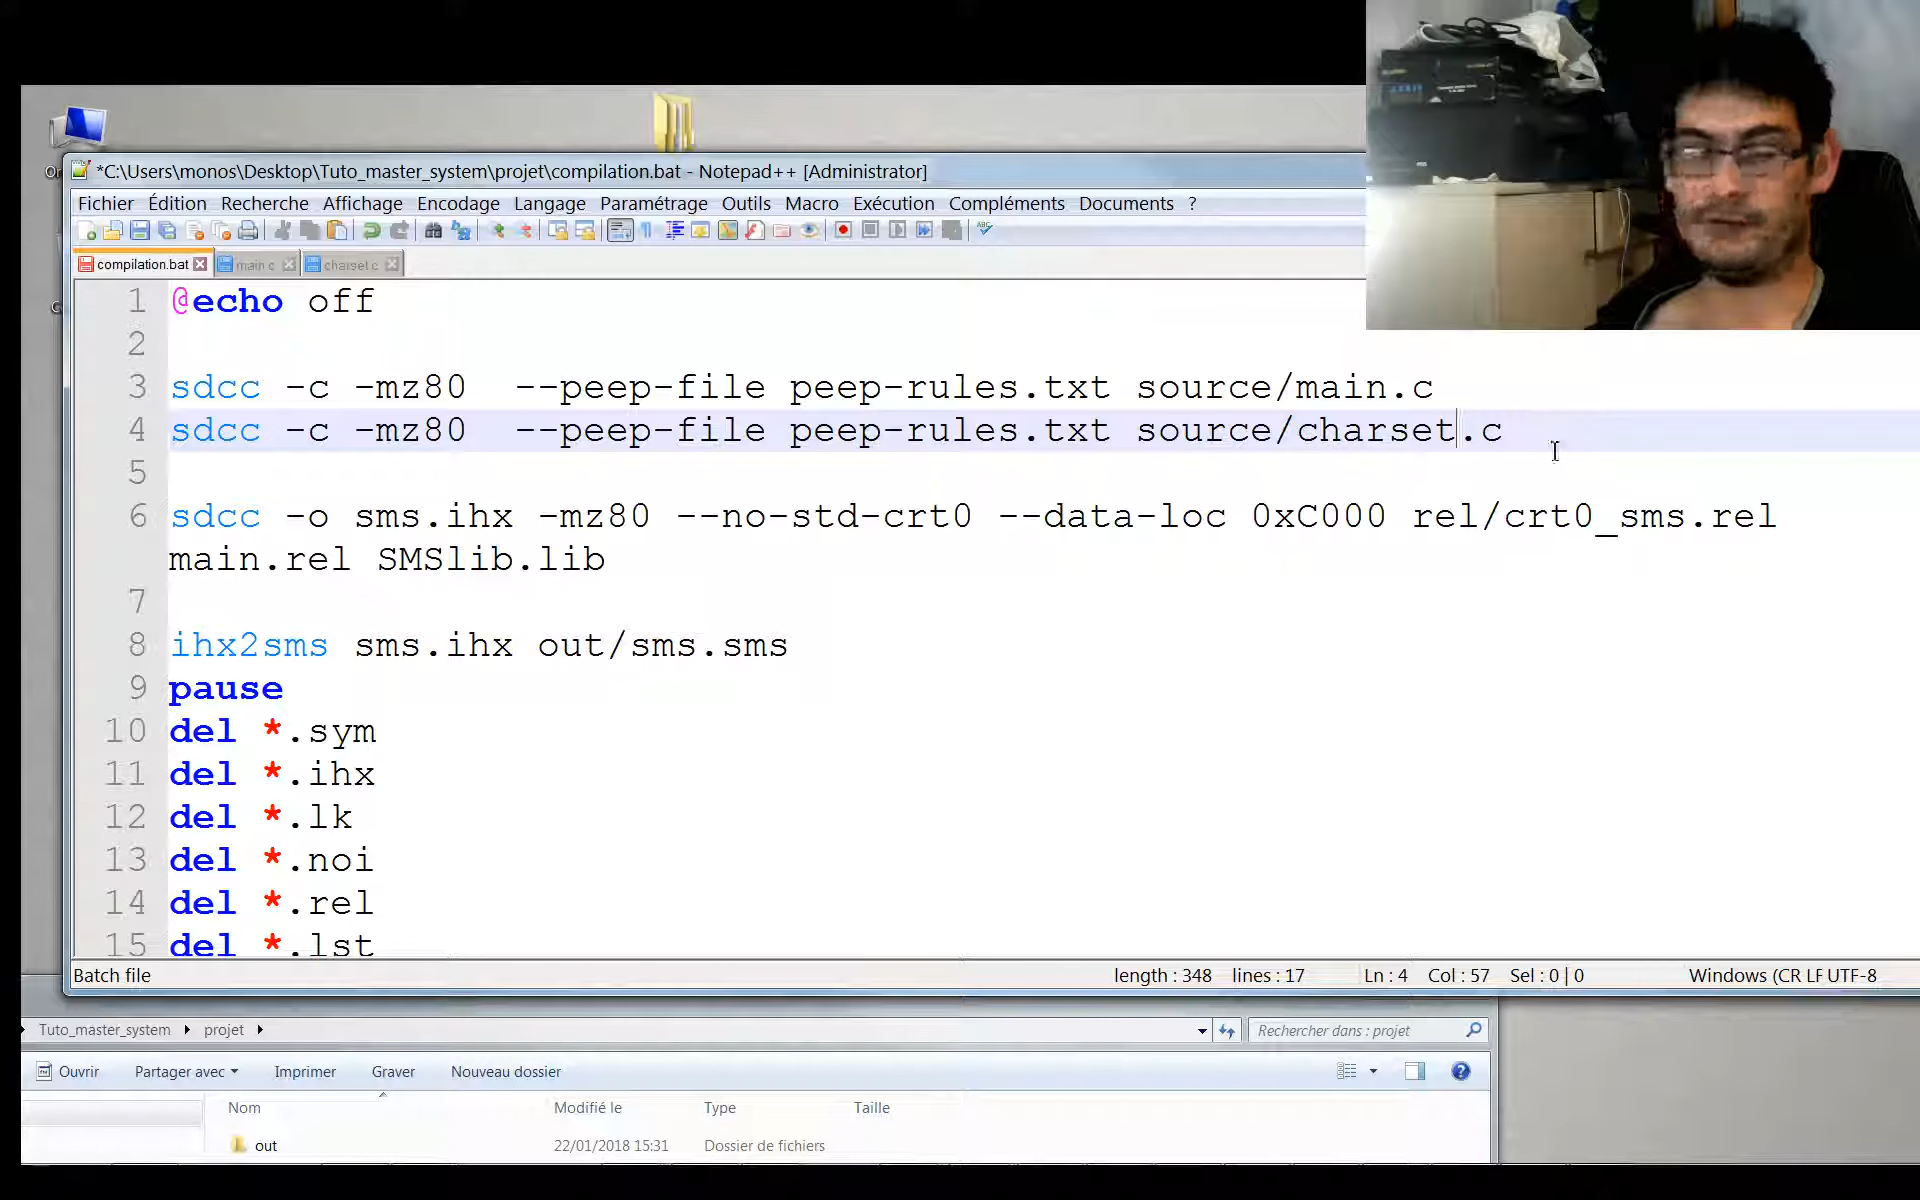 *C:\Users\monos\Desktop\Tuto_master_system\projet\compilation.bat - Notepad++ [Administrator]
Fichier Édition Recherche Affichage Encodage Langage Paramétrage Outils Macro Exécution Compléments Documents ?
compilation.bat main.c charset.c
1 @echo off
2
3 sdcc -c -mz80  --peep-file peep-rules.txt source/main.c
4 sdcc -c -mz80  --peep-file peep-rules.txt source/charset.c
5
6 sdcc -o sms.ihx -mz80 --no-std-crt0 --data-loc 0xC000 rel/crt0_sms.rel
main.rel SMSlib.lib
7
8 ihx2sms sms.ihx out/sms.sms
9 pause
10 del *.sym
11 del *.ihx
12 del *.lk
13 del *.noi
14 del *.rel
15 del *.lst
Batch file length : 348 lines : 17 Ln : 4 Col : 57 Sel : 0 | 0 Windows (CR LF UTF-8
Tuto_master_system projet Rechercher dans : projet
Ouvrir Partager avec Imprimer Graver Nouveau dossier
Nom Modifié le Type Taille
out 22/01/2018 15:31 Dossier de fichiers